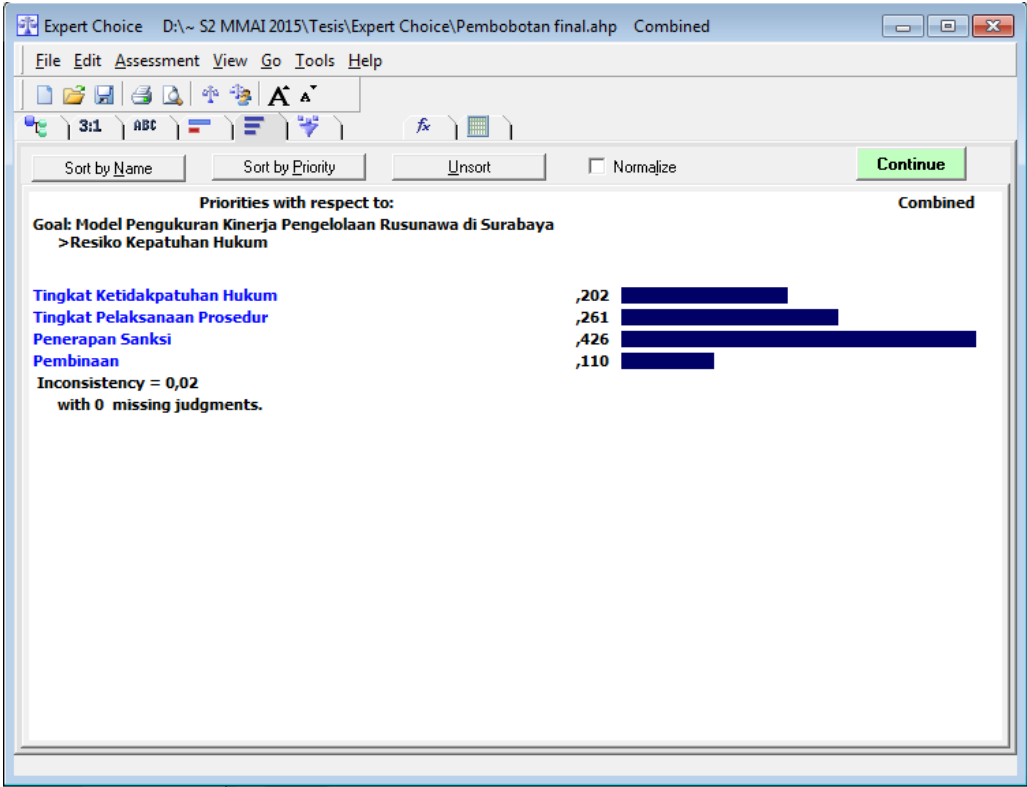 Expert Choice D:\~ S2 MMAI 2015\Tesis\Expert Choice\Pembobotan final.ahp Combined
File Edit Assessment View Go Tools Help
A A
3:1 ABC fx
Sort by Name Sort by Priority Unsort Normalize Continue
Priorities with respect to: Combined
Goal: Model Pengukuran Kinerja Pengelolaan Rusunawa di Surabaya
>Resiko Kepatuhan Hukum
Tingkat Ketidakpatuhan Hukum ,202
Tingkat Pelaksanaan Prosedur ,261
Penerapan Sanksi ,426
Pembinaan ,110
Inconsistency = 0,02
with 0 missing judgments.